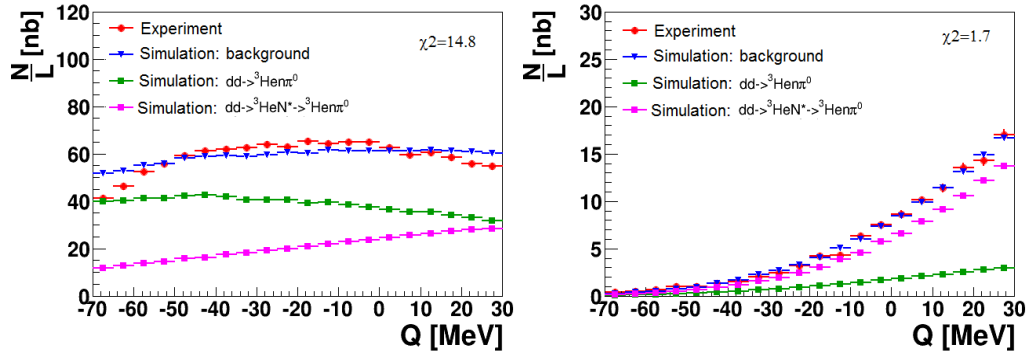 N/L [nb]
120
100
80
60
40
20
0
Experiment
Simulation: background
Simulation: dd->³Henπ⁰
Simulation: dd->³HeN*->³Henπ⁰
χ2=14.8
-70 -60 -50 -40 -30 -20 -10 0 10 20 30
Q [MeV]
N/L [nb]
30
25
20
15
10
5
0
Experiment
Simulation: background
Simulation: dd->³Henπ⁰
Simulation: dd->³HeN*->³Henπ⁰
χ2=1.7
-70 -60 -50 -40 -30 -20 -10 0 10 20 30
Q [MeV]